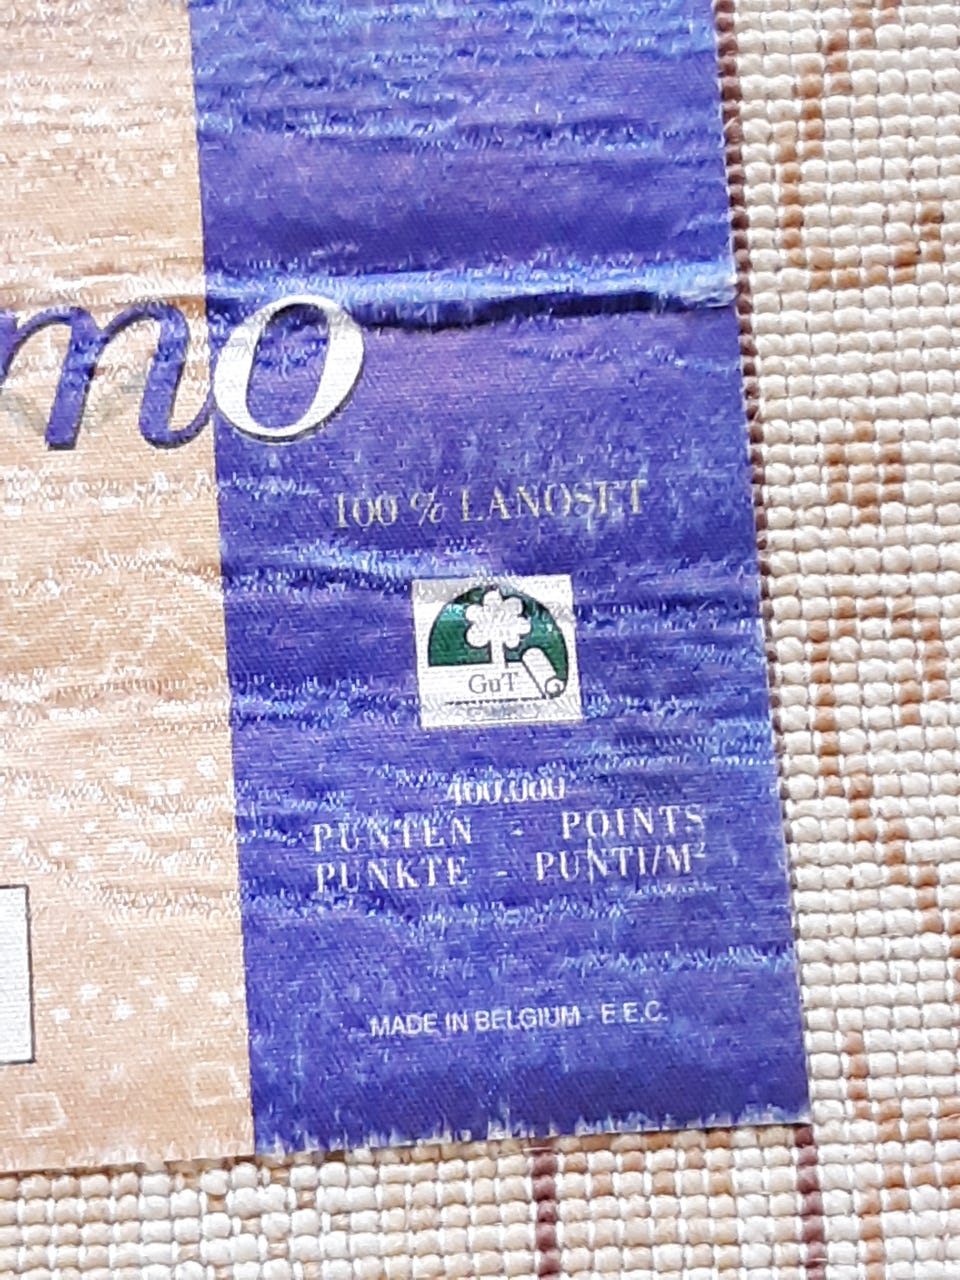 mo
100 % LANOSET
GuT
400.000
PUNTEN - POINTS
PUNKTE - PUNTI/M²
MADE IN BELGIUM - E.E.C.